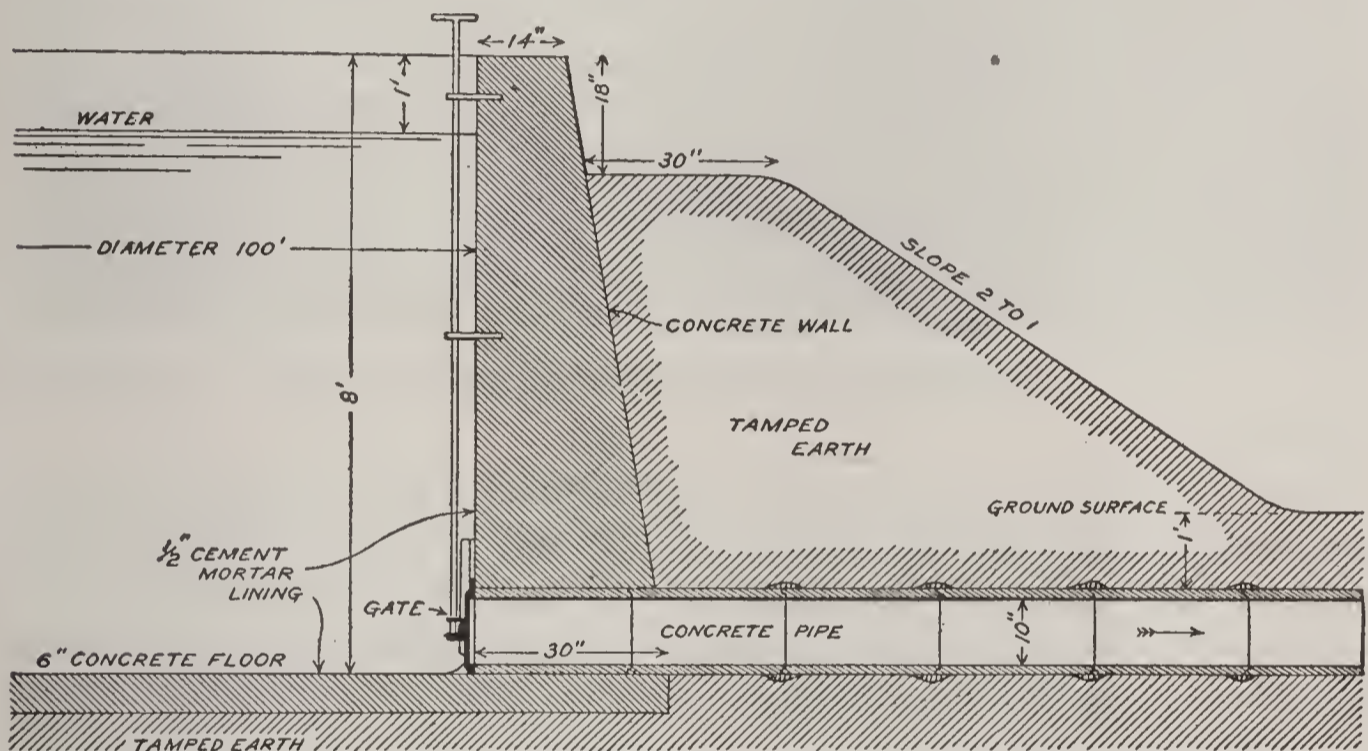 14"
1'
18"
WATER
30"
DIAMETER 100'
SLOPE 2 TO 1
CONCRETE WALL
8'
TAMPED
EARTH
GROUND SURFACE
1'
1/2" CEMENT
MORTAR
LINING
GATE
CONCRETE PIPE
10"
6" CONCRETE FLOOR
30"
TAMPED EARTH